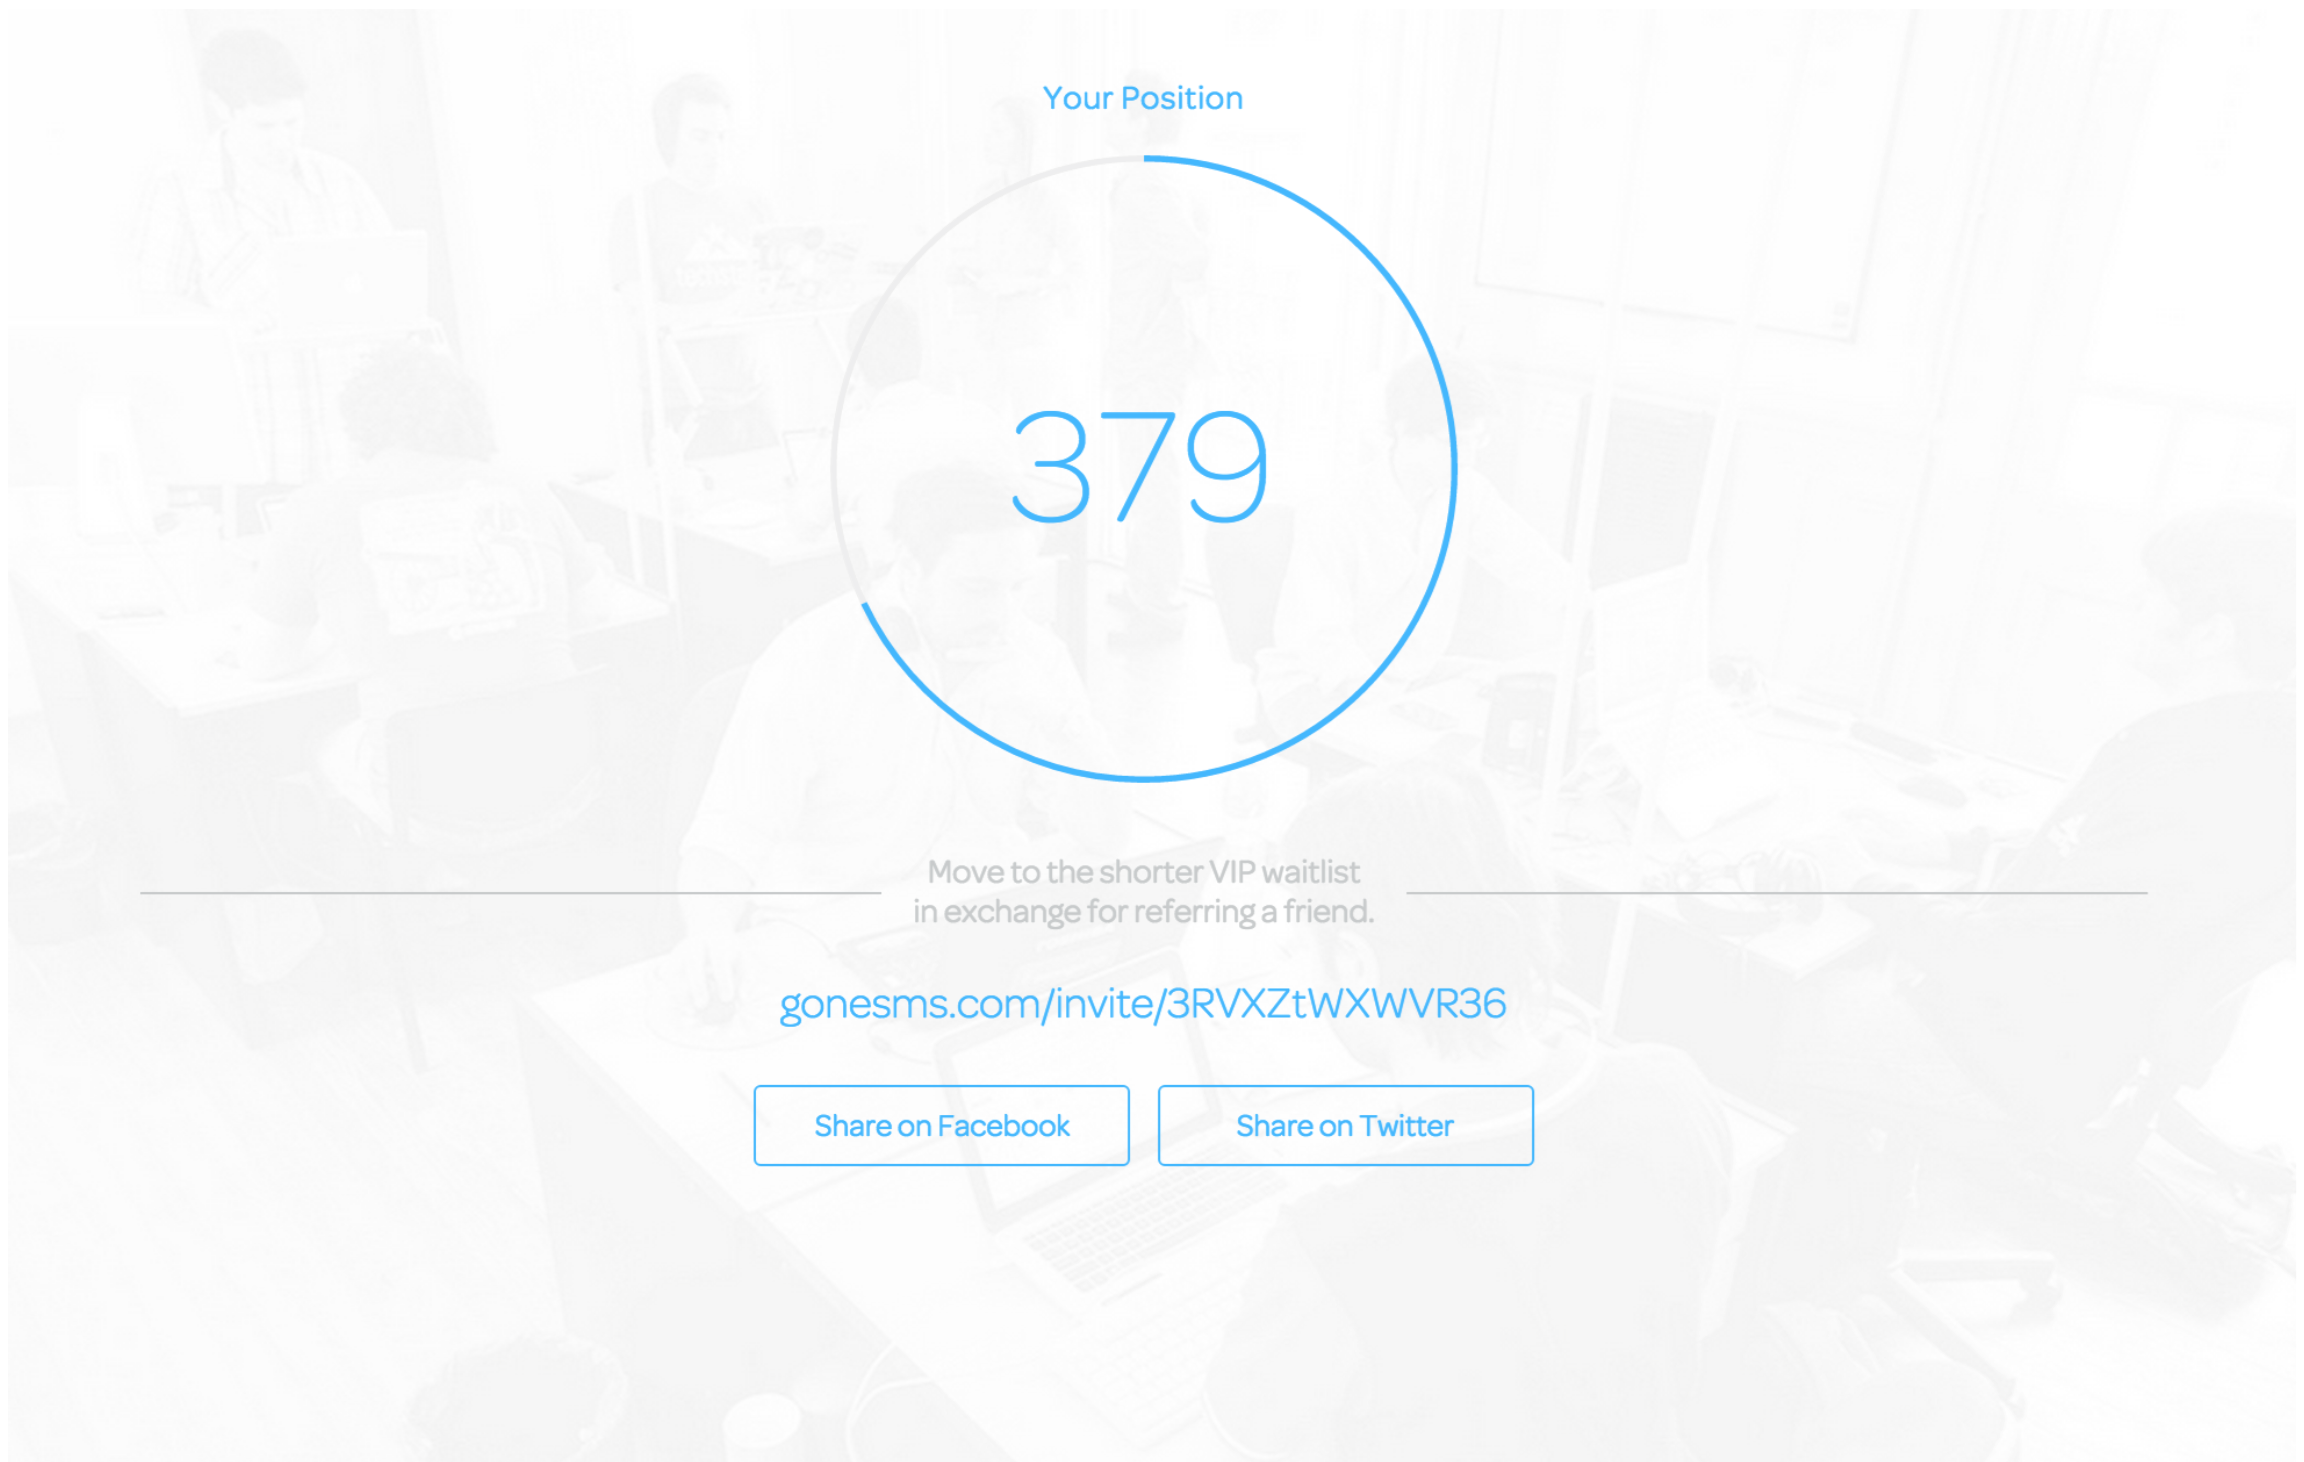 Your Position
379
Move to the shorter VIP waitlist
in exchange for referring a friend.
gonesms.com/invite/3RVXZtWXWVR36
Share on Facebook
Share on Twitter